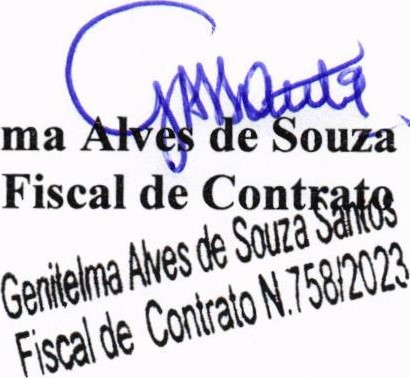 ma Alves de Souza
Fiscal de Contrato
Genitelma Alves de Souza Santos
Fiscal de Contrato N.758/2023